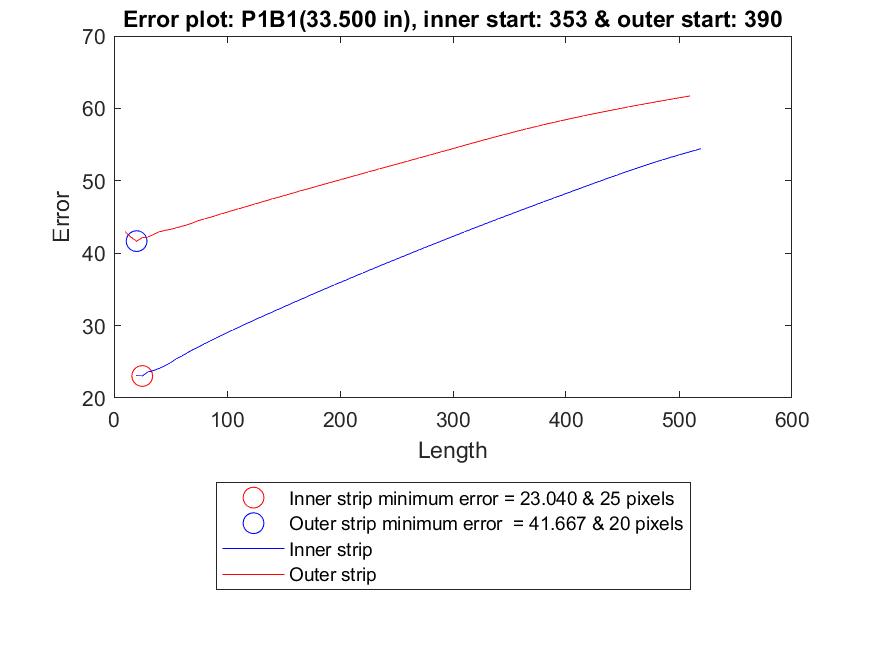 Error plot: P1B1(33.500 in), inner start: 353 & outer start: 390
70
60
50
40
30
20
Error
0 100 200 300 400 500 600
Length
Inner strip minimum error = 23.040 & 25 pixels
Outer strip minimum error  = 41.667 & 20 pixels
Inner strip
Outer strip